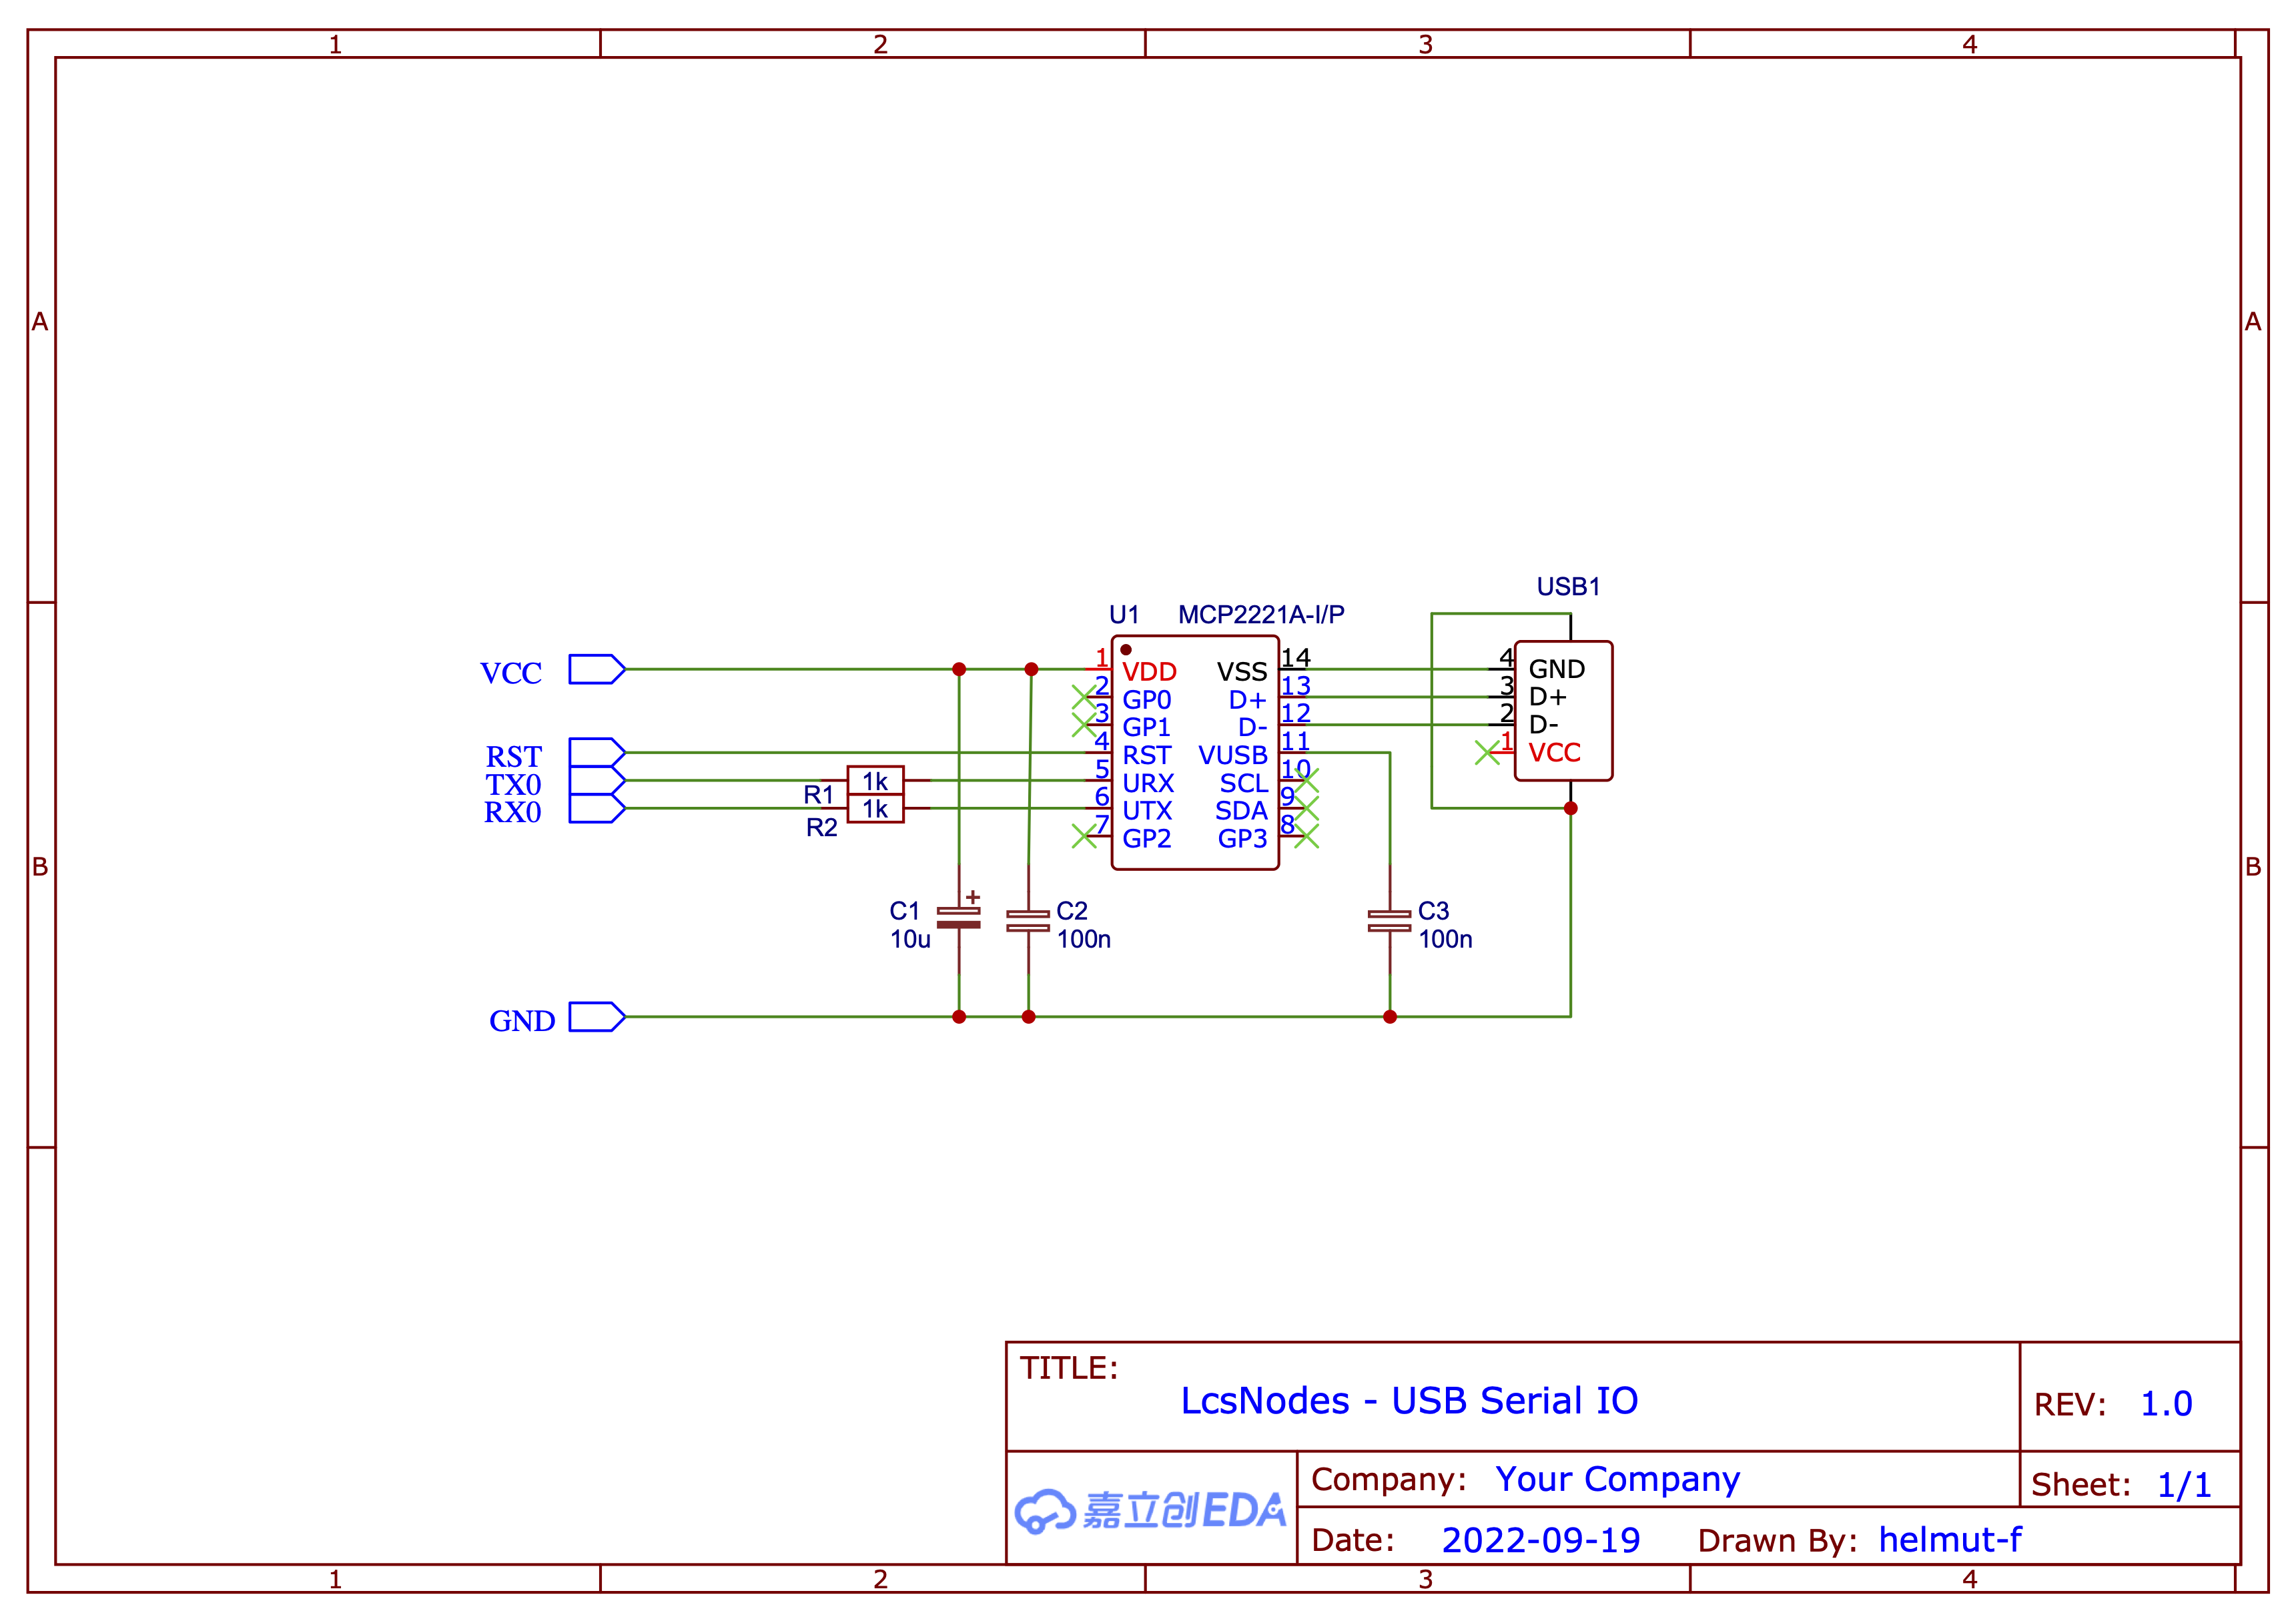 1 2 3 4
A A
USB1
U1 MCP2221A-I/P
VCC 1 VDD VSS 14 4 GND
2 GP0 D+ 13 3 D+
3 GP1 D- 12 2 D-
RST 4 RST VUSB 11 1 VCC
TX0 R1 1k 5 URX SCL 10
RX0 R2 1k 6 UTX SDA 9
7 GP2 GP3 8
B B
+
C1 C2 C3
10u 100n 100n
GND
TITLE:
LcsNodes - USB Serial IO
REV: 1.0
嘉立创EDA
Company: Your Company
Sheet: 1/1
Date: 2022-09-19 Drawn By: helmut-f
1 2 3 4